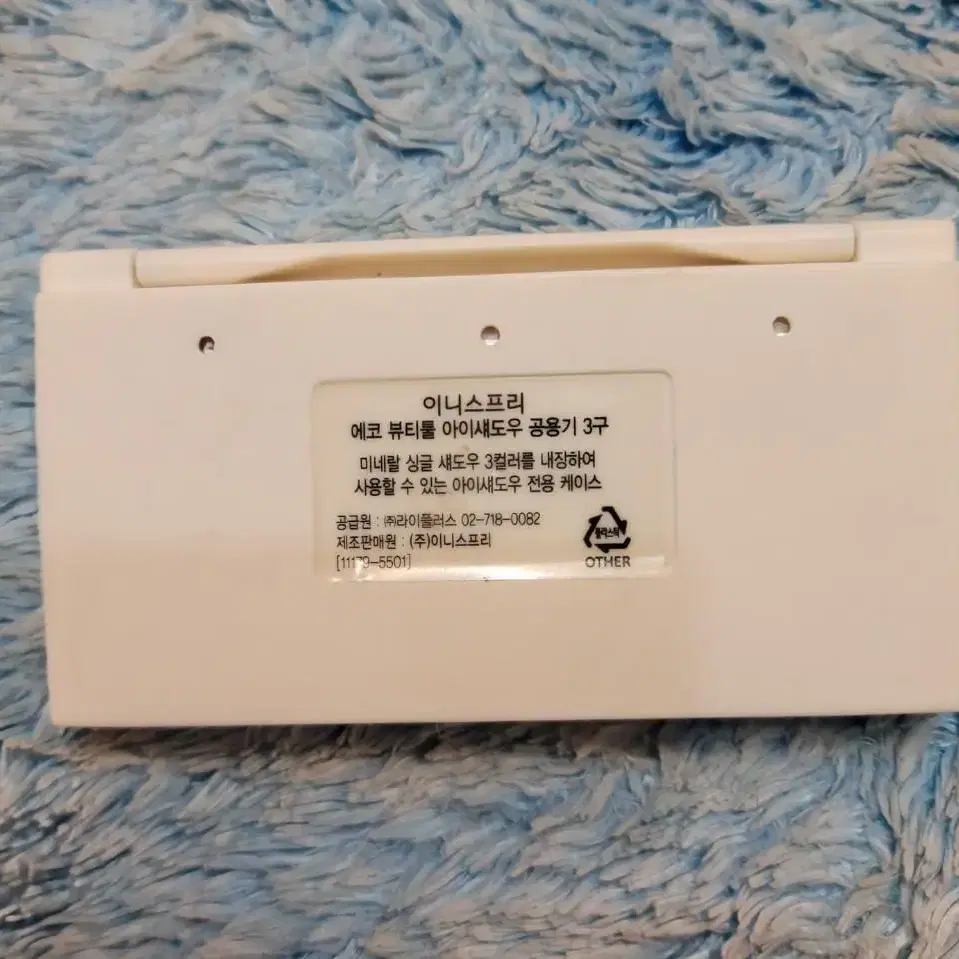 이니스프리
에코 뷰티툴 아이섀도우 공용기 3구
미네랄 싱글 섀도우 3컬러를 내장하여
사용할 수 있는 아이섀도우 전용 케이스
공급원 : ㈜라이플러스 02-718-0082
제조판매원 : (주)이니스프리
[11179-5501]
플라스틱
OTHER